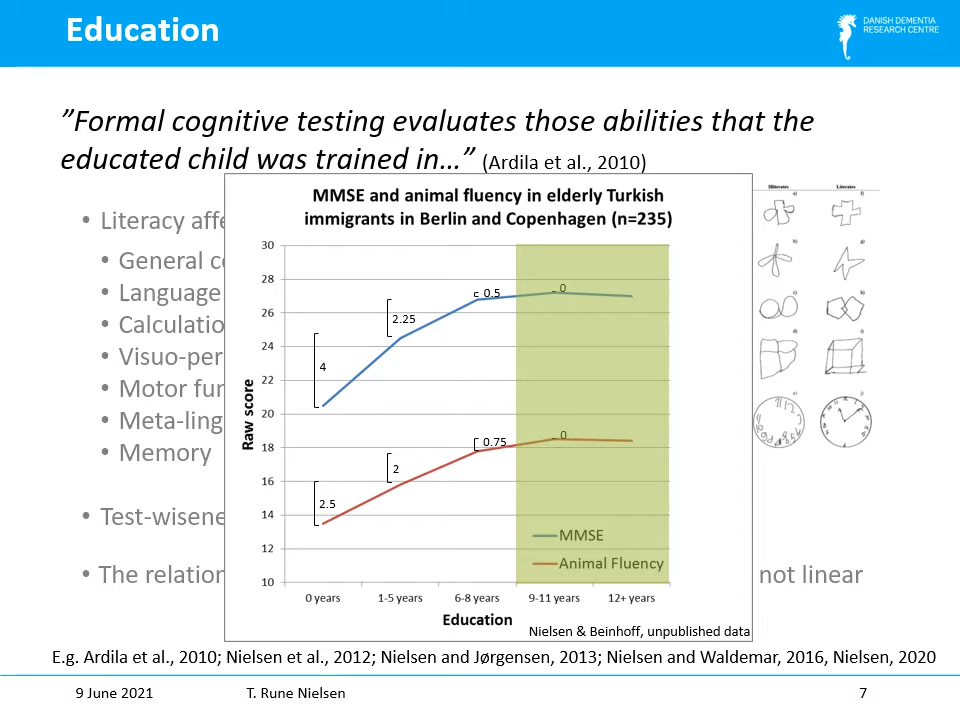 Education
DANISH DEMENTIA
RESEARCH CENTRE
”Formal cognitive testing evaluates those abilities that the
educated child was trained in…” (Ardila et al., 2010)
• Literacy affe
• General co
• Language
• Calculatio
• Visuo-per
• Motor fun
• Meta-ling
• Memory
• Test-wisene
• The relation
not linear
MMSE and animal fluency in elderly Turkish
immigrants in Berlin and Copenhagen (n=235)
Raw score
30
28
26
24
22
20
18
16
14
12
10
4
2.25
0.5
0
2.5
2
0.75
0
MMSE
Animal Fluency
0 years 1-5 years 6-8 years 9-11 years 12+ years
Education
Nielsen & Beinhoff, unpublished data
Illiterates Literates
E.g. Ardila et al., 2010; Nielsen et al., 2012; Nielsen and Jørgensen, 2013; Nielsen and Waldemar, 2016, Nielsen, 2020
9 June 2021 T. Rune Nielsen 7